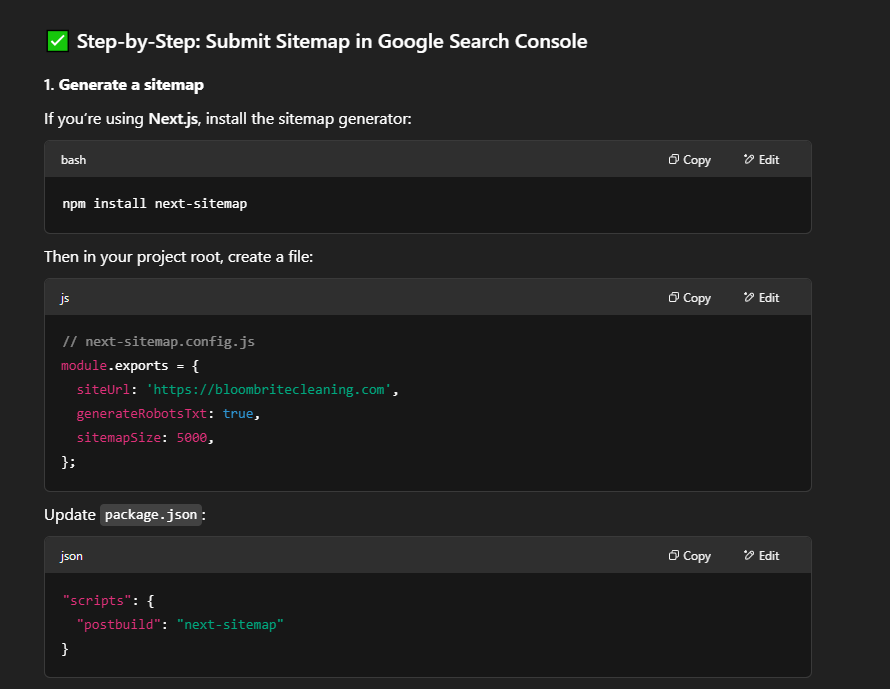 ✅ Step-by-Step: Submit Sitemap in Google Search Console
1. Generate a sitemap
If you’re using Next.js, install the sitemap generator:
bash Copy Edit
npm install next-sitemap
Then in your project root, create a file:
js Copy Edit
// next-sitemap.config.js
module.exports = {
  siteUrl: 'https://bloombritecleaning.com',
  generateRobotsTxt: true,
  sitemapSize: 5000,
};
Update package.json:
json Copy Edit
"scripts": {
  "postbuild": "next-sitemap"
}